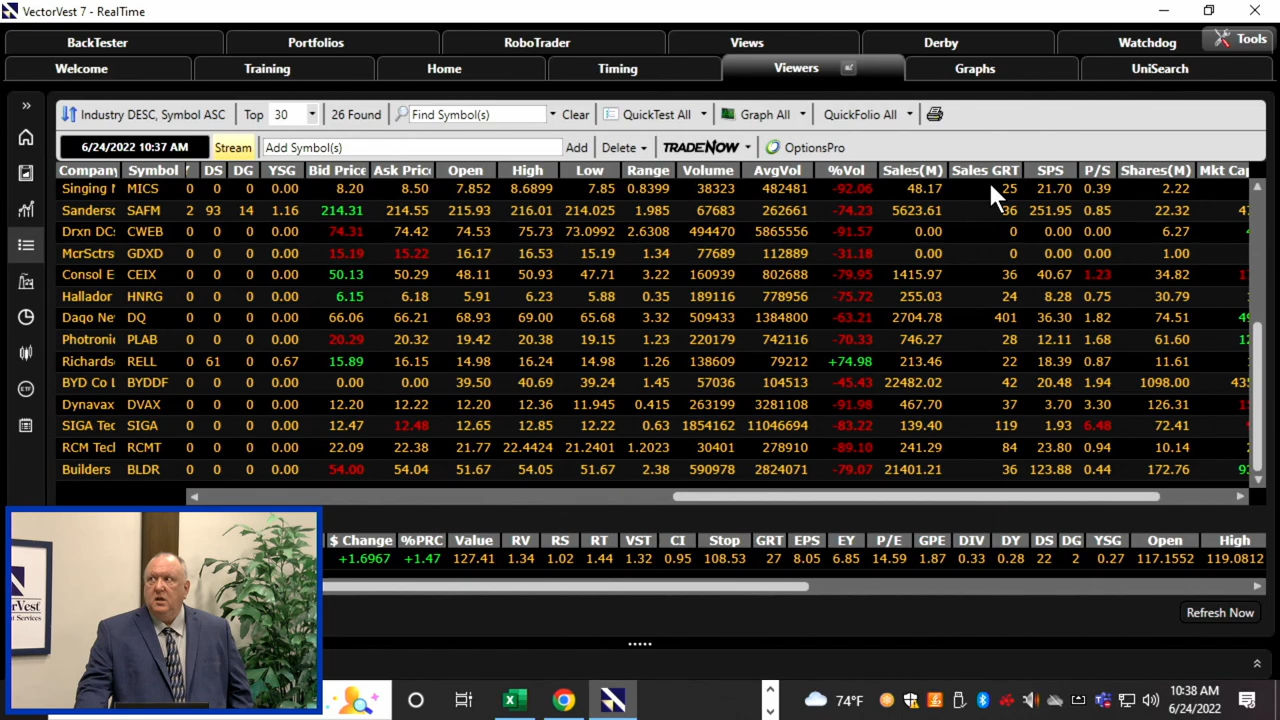 VectorVest 7 - RealTime
BackTester Portfolios RoboTrader Views Derby Watchdog Tools
Welcome Training Home Timing Viewers Graphs UniSearch
Industry DESC, Symbol ASC Top 30 26 Found Find Symbol(s) Clear QuickTest All Graph All QuickFolio All
6/24/2022 10:37 AM Stream Add Symbol(s) Add Delete TRADENOW OptionsPro
Company Symbol DS DG YSG Bid Price Ask Pric Open High Low Range Volume AvgVol %Vol Sales(M) Sales GRT SPS P/S Shares(M) Mkt Cap
Singing MICS 0 0 0 0.00 8.20 8.50 7.852 8.6899 7.85 0.8399 38323 482481 -92.06 48.17 25 21.70 0.39 2.22
Sanders SAFM 2 93 14 1.16 214.31 214.55 215.93 216.01 214.025 1.985 67683 262661 -74.23 5623.61 36 251.95 0.85 22.32
Drxn DC CWEB 0 0 0 0.00 74.31 74.42 74.53 75.73 73.0992 2.6308 494470 5865556 -91.57 0.00 0 0.00 0.00 6.27
McrSctrs GDXD 0 0 0 0.00 15.19 15.22 16.17 16.53 15.19 1.34 77689 112889 -31.18 0.00 0 0.00 0.00 1.00
Consol E CEIX 0 0 0 0.00 50.13 50.29 48.11 50.93 47.71 3.22 160939 802688 -79.95 1415.97 36 40.67 1.23 34.82
Hallador HNRG 0 0 0 0.00 6.15 6.18 5.91 6.23 5.88 0.35 189116 778956 -75.72 255.03 24 8.28 0.75 30.79
Daqo Ne DQ 0 0 0 0.00 66.06 66.21 68.93 69.00 65.68 3.32 509433 1384800 -63.21 2704.78 401 36.30 1.82 74.51
Photronic PLAB 0 0 0 0.00 20.29 20.32 19.42 20.38 19.15 1.23 220179 742116 -70.33 746.27 28 12.11 1.68 61.60
Richards RELL 0 61 0 0.67 15.89 16.15 14.98 16.24 14.98 1.26 138609 79212 +74.98 213.46 22 18.39 0.87 11.61
BYD Co L BYDDF 0 0 0 0.00 0.00 0.00 39.50 40.69 39.24 1.45 57036 104513 -45.43 22482.02 42 20.48 1.94 1098.00
Dynavax DVAX 0 0 0 0.00 12.20 12.22 12.20 12.36 11.945 0.415 263199 3281108 -91.98 467.70 37 3.70 3.30 126.31
SIGA Tec SIGA 0 0 0 0.00 12.47 12.48 12.65 12.85 12.22 0.63 1854162 11046694 -83.22 139.40 119 1.93 6.48 72.41
RCM Tech RCMT 0 0 0 0.00 22.09 22.38 21.77 22.4424 21.2401 1.2023 30401 278910 -89.10 241.29 84 23.80 0.94 10.14
Builders BLDR 0 0 0 0.00 54.00 54.04 51.67 54.05 51.67 2.38 590978 2824071 -79.07 21401.21 36 123.88 0.44 172.76
$ Change %PRC Value RV RS RT VST CI Stop GRT EPS EY P/E GPE DIV DY DS DG YSG Open High
+1.6967 +1.47 127.41 1.34 1.02 1.44 1.32 0.95 108.53 27 8.05 6.85 14.59 1.87 0.33 0.28 22 2 0.27 117.1552 119.0812
Refresh Now
74°F
10:38 AM
6/24/2022